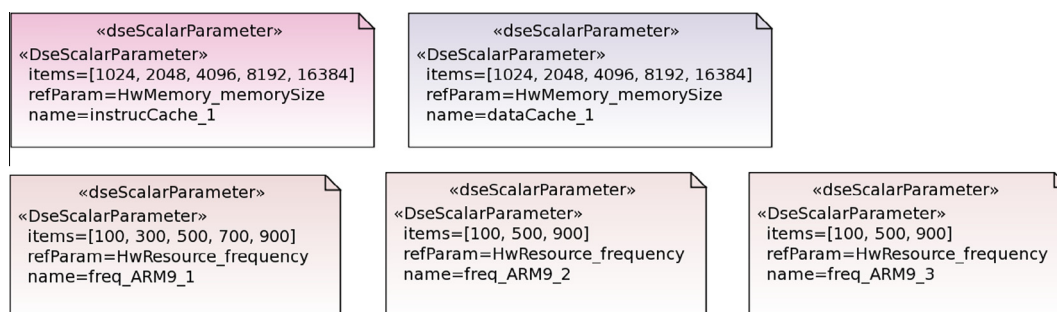 «dseScalarParameter»
«DseScalarParameter»
items=[1024, 2048, 4096, 8192, 16384]
refParam=HwMemory_memorySize
name=instrucCache_1
«dseScalarParameter»
«DseScalarParameter»
items=[1024, 2048, 4096, 8192, 16384]
refParam=HwMemory_memorySize
name=dataCache_1
«dseScalarParameter»
«DseScalarParameter»
items=[100, 300, 500, 700, 900]
refParam=HwResource_frequency
name=freq_ARM9_1
«dseScalarParameter»
«DseScalarParameter»
items=[100, 500, 900]
refParam=HwResource_frequency
name=freq_ARM9_2
«dseScalarParameter»
«DseScalarParameter»
items=[100, 500, 900]
refParam=HwResource_frequency
name=freq_ARM9_3